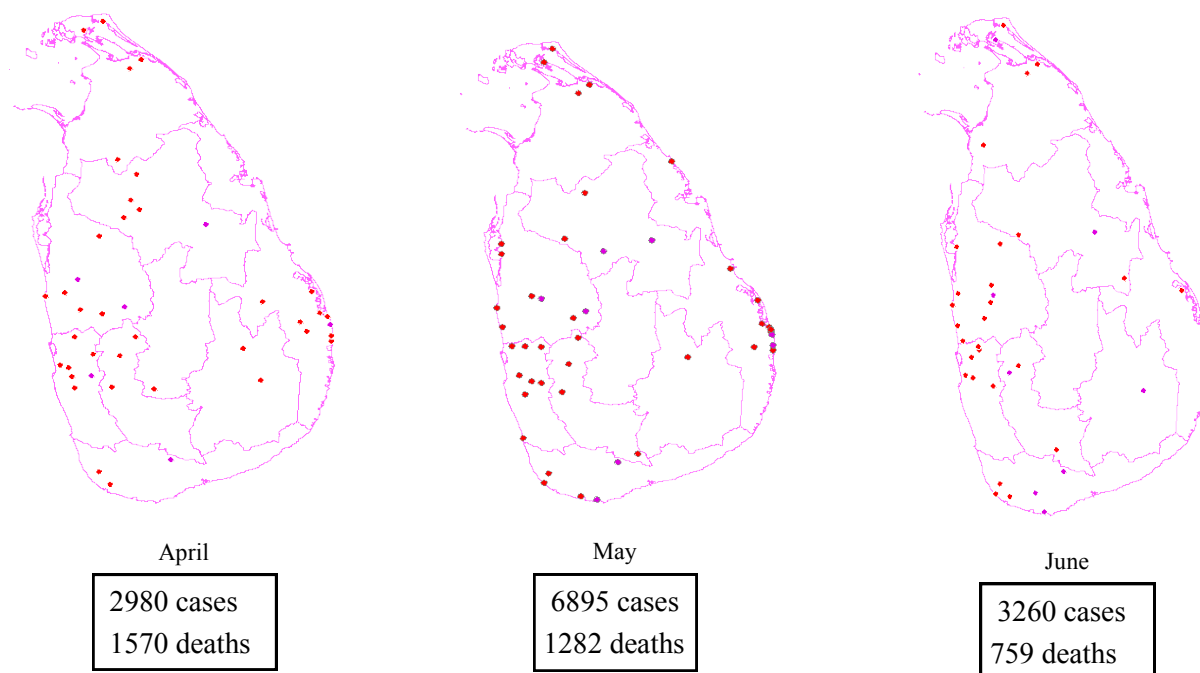 April
2980 cases
1570 deaths
May
6895 cases
1282 deaths
June
3260 cases
759 deaths